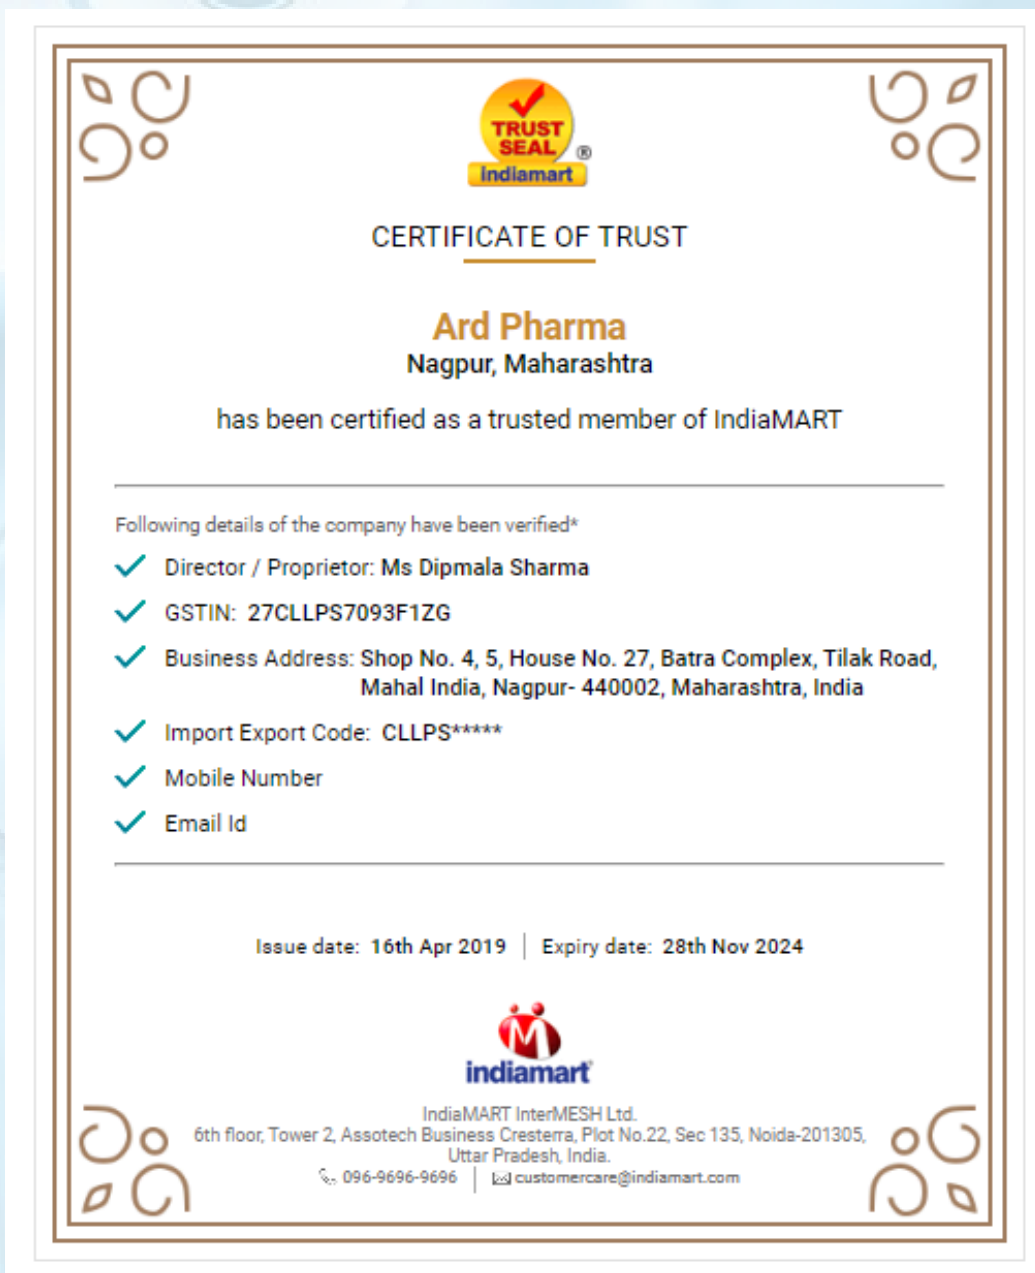 TRUST
SEAL
®
indiamart
CERTIFICATE OF TRUST
Ard Pharma
Nagpur, Maharashtra
has been certified as a trusted member of IndiaMART
Following details of the company have been verified*
Director / Proprietor: Ms Dipmala Sharma
GSTIN: 27CLLPS7093F1ZG
Business Address: Shop No. 4, 5, House No. 27, Batra Complex, Tilak Road,
Mahal India, Nagpur- 440002, Maharashtra, India
Import Export Code: CLLPS*****
Mobile Number
Email Id
Issue date: 16th Apr 2019 | Expiry date: 28th Nov 2024
M
indiamart
IndiaMART InterMESH Ltd.
6th floor, Tower 2, Assotech Business Cresterra, Plot No.22, Sec 135, Noida-201305,
Uttar Pradesh, India.
096-9696-9696 | customercare@indiamart.com